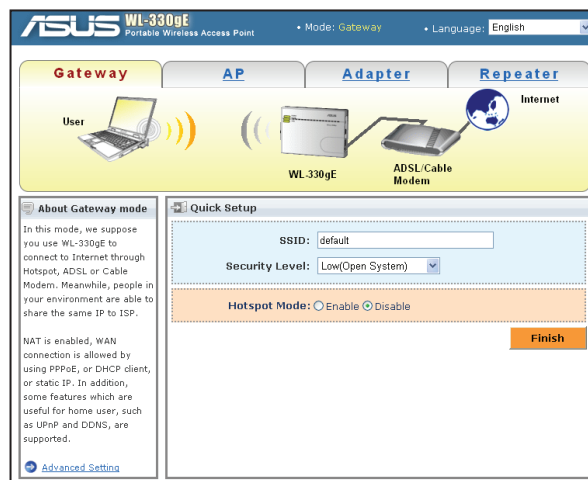 ASUS WL-330gE
Portable Wireless Access Point
• Mode: Gateway
• Language: English
Gateway
AP
Adapter
Repeater
User
WL-330gE
ADSL/Cable
Modem
Internet
About Gateway mode
In this mode, we suppose
you use WL-330gE to
connect to Internet through
Hotspot, ADSL or Cable
Modem. Meanwhile, people in
your environment are able to
share the same IP to ISP.
NAT is enabled, WAN
connection is allowed by
using PPPoE, or DHCP client,
or static IP. In addition,
some features which are
useful for home user, such
as UPnP and DDNS, are
supported.
Advanced Setting
Quick Setup
SSID: default
Security Level: Low(Open System)
Hotspot Mode: Enable Disable
Finish